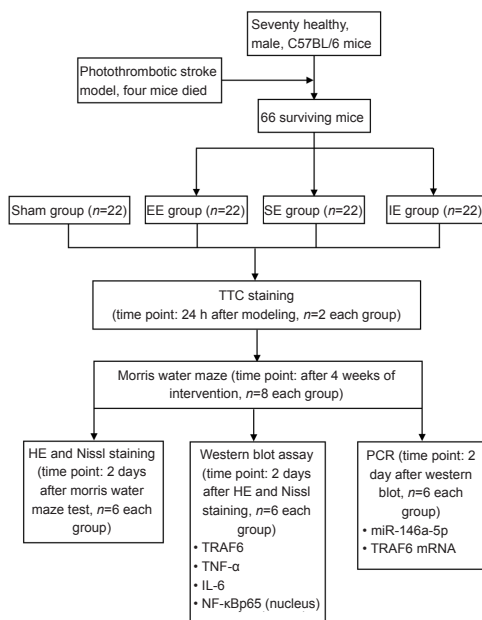 Seventy healthy,
male, C57BL/6 mice
Photothrombotic stroke
model, four mice died
66 surviving mice
Sham group (n=22)
EE group (n=22)
SE group (n=22)
IE group (n=22)
TTC staining
(time point: 24 h after modeling, n=2 each group)
Morris water maze (time point: after 4 weeks of
intervention, n=8 each group)
HE and Nissl staining
(time point: 2 days
after morris water
maze test, n=6 each
group)
Western blot assay
(time point: 2 days
after HE and Nissl
staining, n=6 each
group)
• TRAF6
• TNF-α
• IL-6
• NF-κBp65 (nucleus)
PCR (time point: 2
day after western
blot, n=6 each
group)
• miR-146a-5p
• TRAF6 mRNA